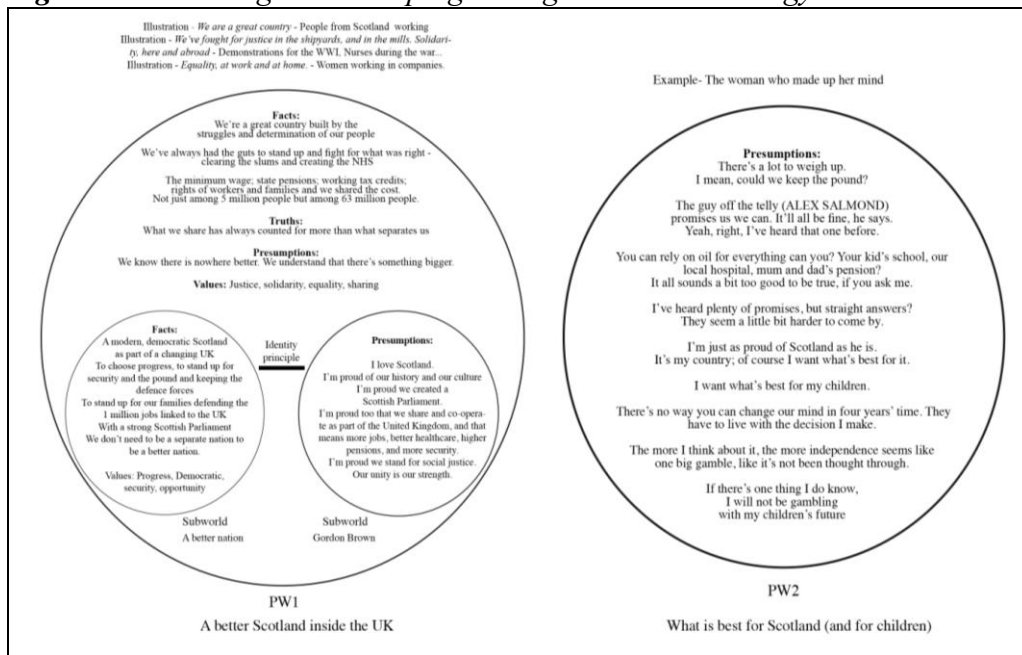 Illustration - We are a great country - People from Scotland working
Illustration - We've fought for justice in the shipyards, and in the mills. Solidari-
ty, here and abroad - Demonstrations for the WWI, Nurses during the war...
Illustration - Equality, at work and at home. - Women working in companies.
Facts:
We're a great country built by the
struggles and determination of our people
We've always had the guts to stand up and fight for what was right -
clearing the slums and creating the NHS
The minimum wage; state pensions; working tax credits;
rights of workers and families and we shared the cost.
Not just among 5 million people but among 63 million people.
Truths:
What we share has always counted for more than what separates us
Presumptions:
We know there is nowhere better. We understand that there's something bigger.
Values: Justice, solidarity, equality, sharing
Facts:
A modern, democratic Scotland
as part of a changing UK
To choose progress, to stand up for
security and the pound and keeping the
defence forces
To stand up for our families defending the
1 million jobs linked to the UK
With a strong Scottish Parliament
We don't need to be a separate nation to
be a better nation.
Values: Progress, Democratic,
security, opportunity
Subworld
A better nation
Identity
principle
Presumptions:
I love Scotland.
I'm proud of our history and our culture
I'm proud we created a
Scottish Parliament.
I'm proud too that we share and co-opera-
te as part of the United Kingdom, and that
means more jobs, better healthcare, higher
pensions, and more security.
I'm proud we stand for social justice.
Our unity is our strength.
Subworld
Gordon Brown
PW1
A better Scotland inside the UK
Example- The woman who made up her mind
Presumptions:
There's a lot to weigh up.
I mean, could we keep the pound?
The guy off the telly (ALEX SALMOND)
promises us we can. It'll all be fine, he says.
Yeah, right, I've heard that one before.
You can rely on oil for everything can you? Your kid's school, our
local hospital, mum and dad's pension?
It all sounds a bit too good to be true, if you ask me.
I've heard plenty of promises, but straight answers?
They seem a little bit harder to come by.
I'm just as proud of Scotland as he is.
It's my country; of course I want what's best for it.
I want what's best for my children.
There's no way you can change our mind in four years' time. They
have to live with the decision I make.
The more I think about it, the more independence seems like
one big gamble, like it's not been thought through.
If there's one thing I do know,
I will not be gambling
with my children's future
PW2
What is best for Scotland (and for children)